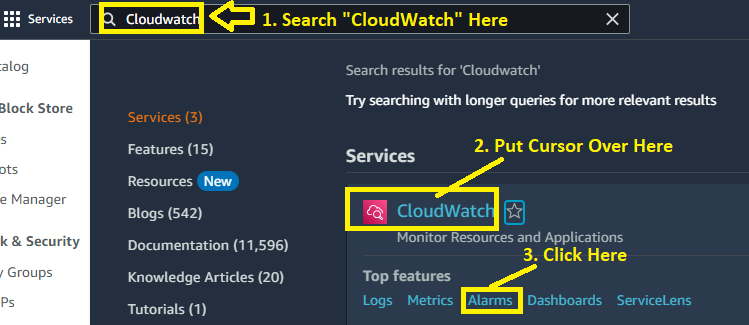 Services
Cloudwatch
1. Search "CloudWatch" Here
talog
Block Store
es
ots
e Manager
k & Security
y Groups
Ps
Services (3)
Features (15)
Resources New
Blogs (542)
Documentation (11,596)
Knowledge Articles (20)
Tutorials (1)
Search results for 'Cloudwatch'
Try searching with longer queries for more relevant results
2. Put Cursor Over Here
Services
CloudWatch
Monitor Resources and Applications
3. Click Here
Top features
Logs Metrics Alarms Dashboards ServiceLens